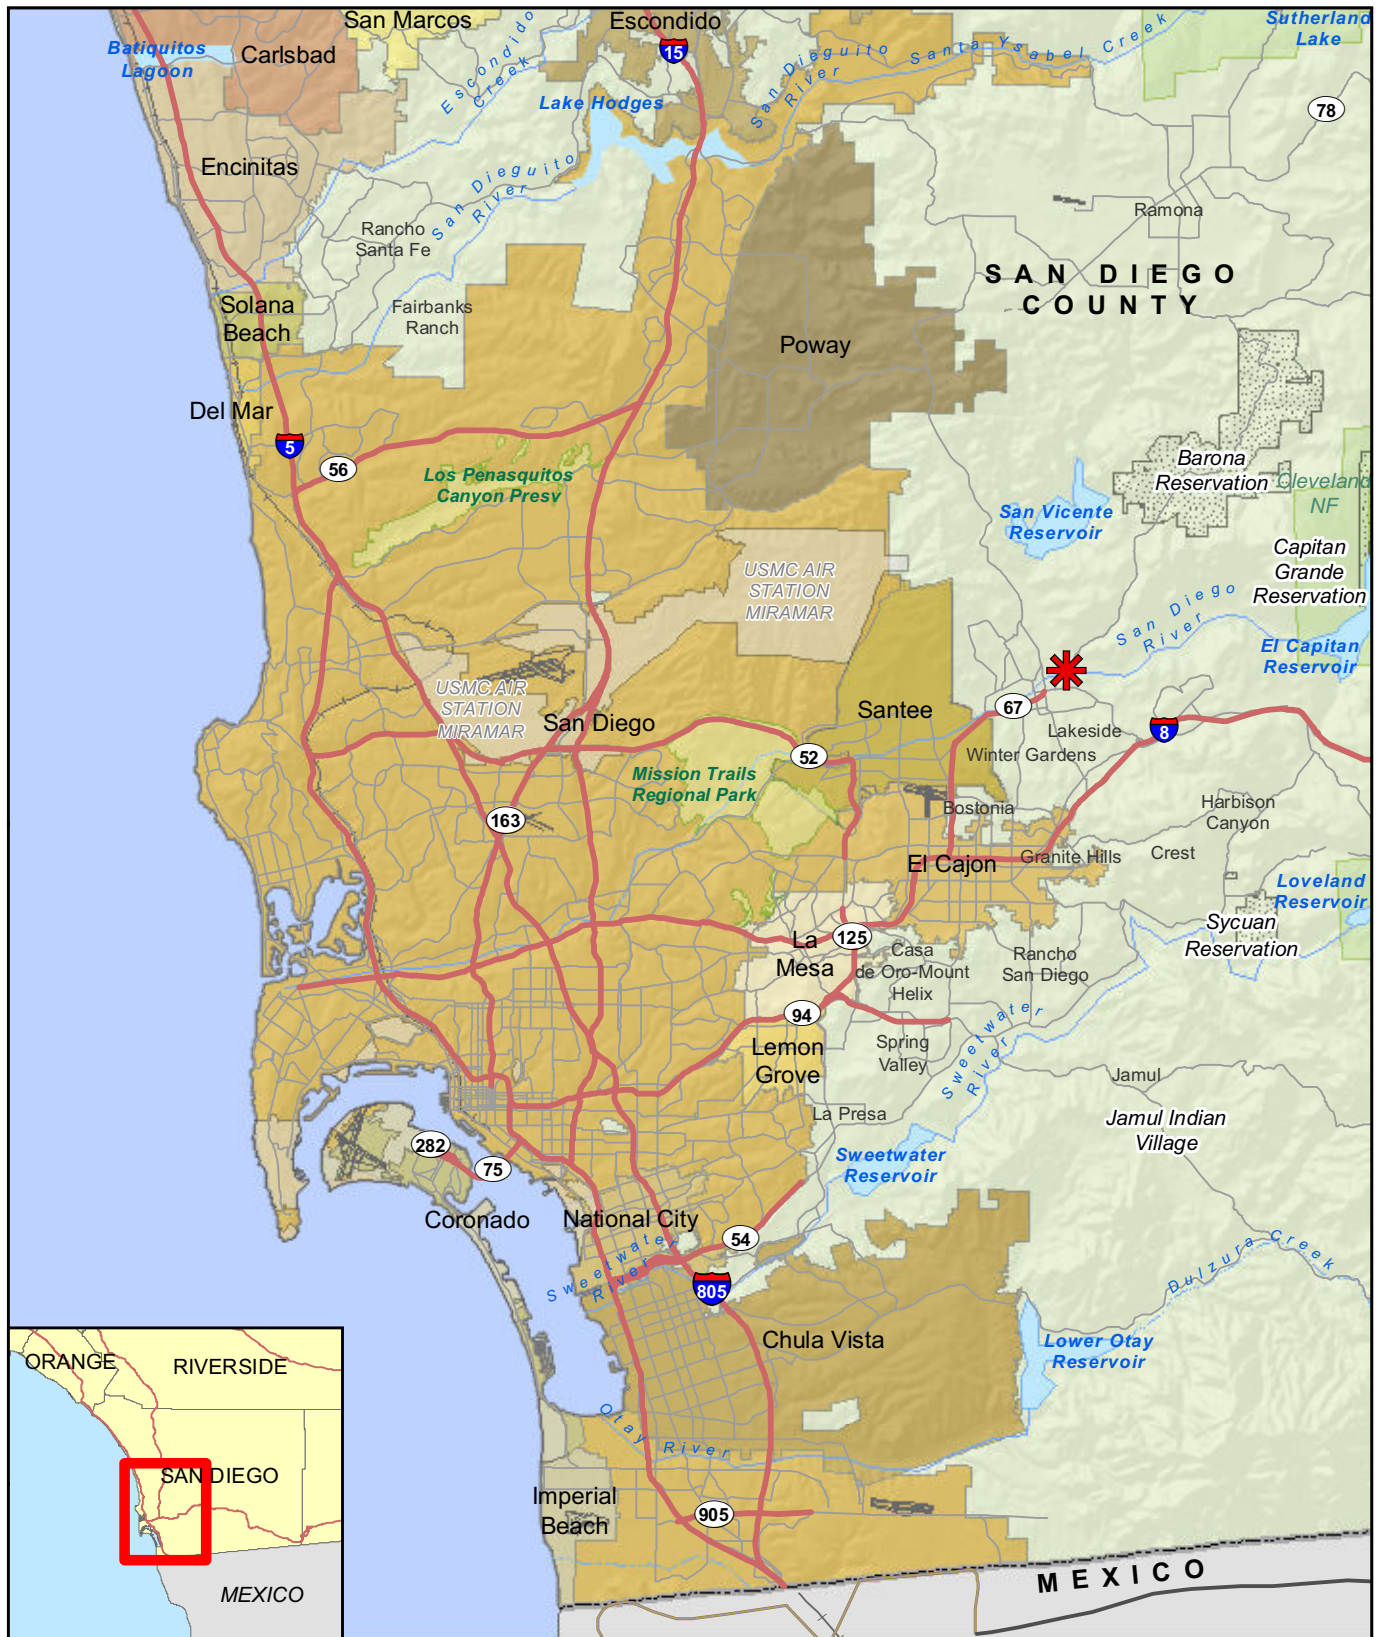 San Marcos
Escondido
Sutherland
Lake
Batiquitos
Lagoon
Carlsbad
15
Escondido
Creek
San Dieguito
River
Santa Ysabel Creek
Lake Hodges
78
Encinitas
San Dieguito
River
Rancho
Santa Fe
Ramona
SAN DIEGO
COUNTY
Solana
Beach
Fairbanks
Ranch
Poway
Del Mar
5
56
Los Penasquitos
Canyon Presv
Barona
Reservation
Cleveland
NF
San Vicente
Reservoir
Capitan
Grande
Reservation
USMC AIR
STATION
MIRAMAR
San Diego
River
El Capitan
Reservoir
USMC AIR
STATION
MIRAMAR
San Diego
Santee
67
Lakeside
8
Winter Gardens
52
Mission Trails
Regional Park
163
Bostonia
Harbison
Canyon
El Cajon
Granite Hills
Crest
Loveland
Reservoir
Sycuan
Reservation
La
Mesa
125
Casa
de Oro-Mount
Helix
Rancho
San Diego
94
Lemon
Grove
Spring
Valley
Sweetwater
River
Jamul
La Presa
Jamul Indian
Village
282
75
Sweetwater
Reservoir
Coronado
National City
54
Sweetwater
River
805
Dulzura Creek
Chula Vista
Lower Otay
Reservoir
Otay River
Imperial
Beach
905
MEXICO
ORANGE
RIVERSIDE
SAN DIEGO
MEXICO